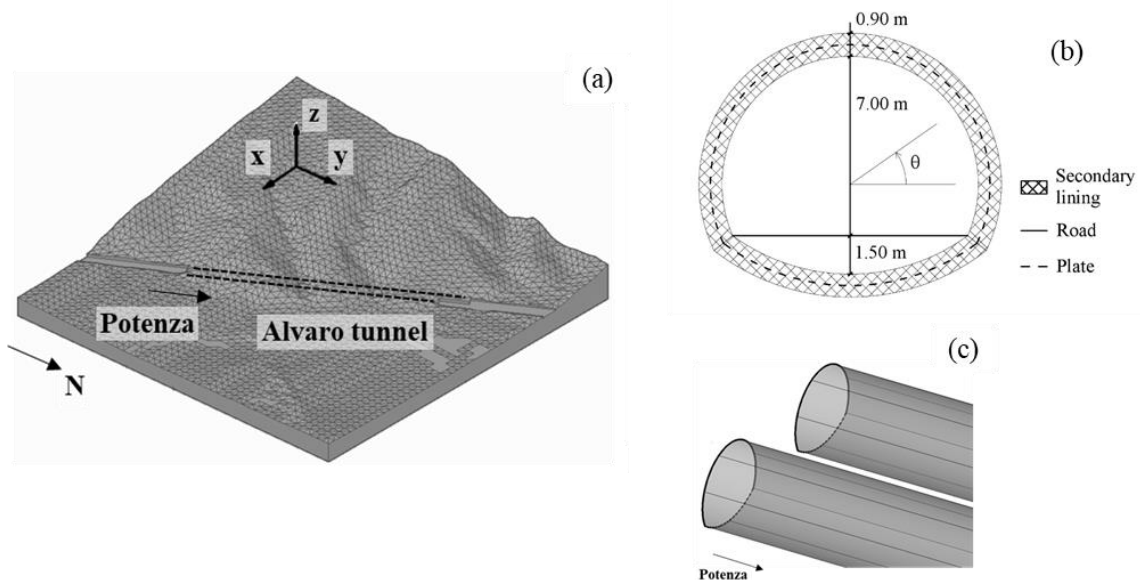 (a)
z
x
y
Potenza
Alvaro tunnel
N
0.90 m
(b)
7.00 m
θ
Secondary
lining
1.50 m
Road
Plate
(c)
Potenza